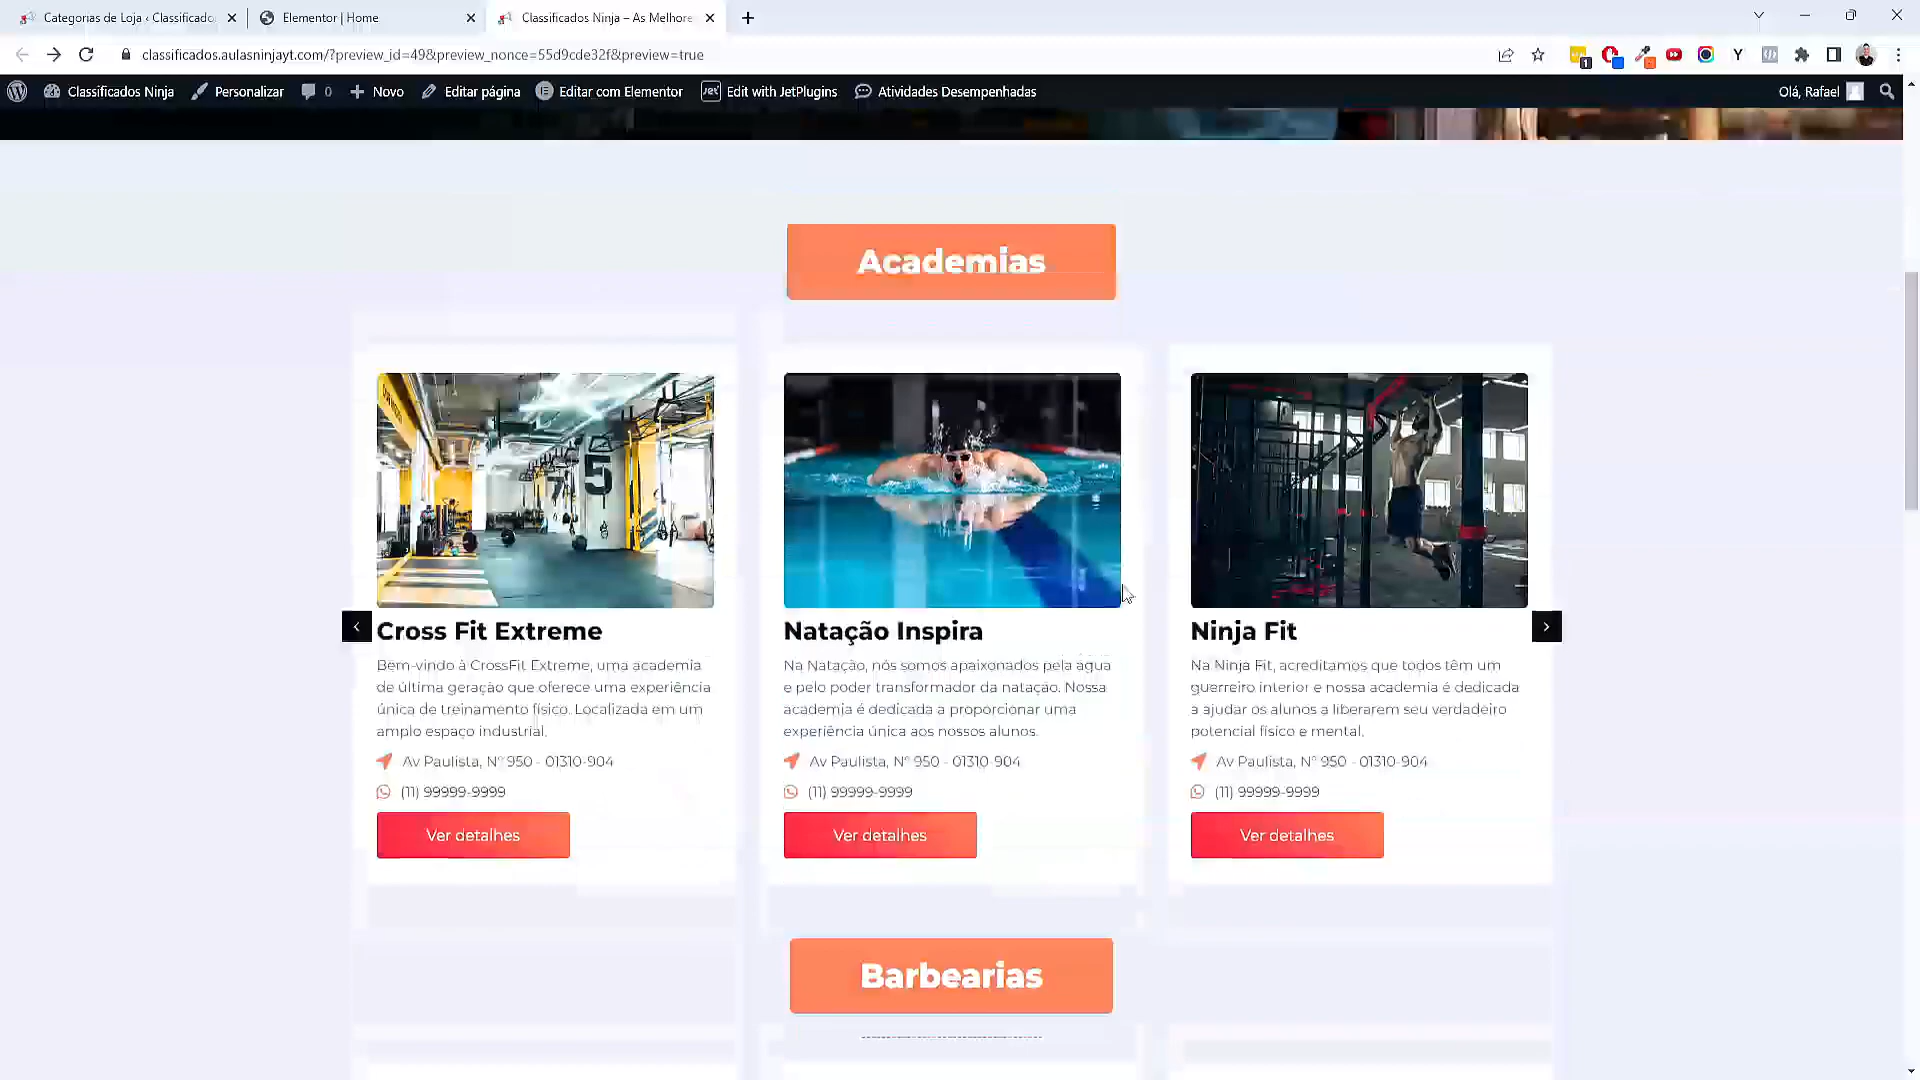 Categorias de Loja ‹ Classificado
Elementor | Home
Classificados Ninja – As Melhore
classificados.aulasninjayt.com/?preview_id=49&preview_nonce=55d9cde32f&preview=true
Classificados Ninja
Personalizar
0
Novo
Editar página
Editar com Elementor
Edit with JetPlugins
Atividades Desempenhadas
Olá, Rafael
Academias
Cross Fit Extreme
Bem-vindo à CrossFit Extreme, uma academia
de última geração que oferece uma experiência
única de treinamento físico. Localizada em um
amplo espaço industrial,
Av Paulista, Nº 950 - 01310-904
(11) 99999-9999
Ver detalhes
Natação Inspira
Na Natação, nós somos apaixonados pela água
e pelo poder transformador da natação. Nossa
academia é dedicada a proporcionar uma
experiência única aos nossos alunos.
Av Paulista, Nº 950 - 01310-904
(11) 99999-9999
Ver detalhes
Ninja Fit
Na Ninja Fit, acreditamos que todos têm um
guerreiro interior e nossa academia é dedicada
a ajudar os alunos a liberarem seu verdadeiro
potencial físico e mental,
Av Paulista, Nº 950 - 01310-904
(11) 99999-9999
Ver detalhes
Barbearias